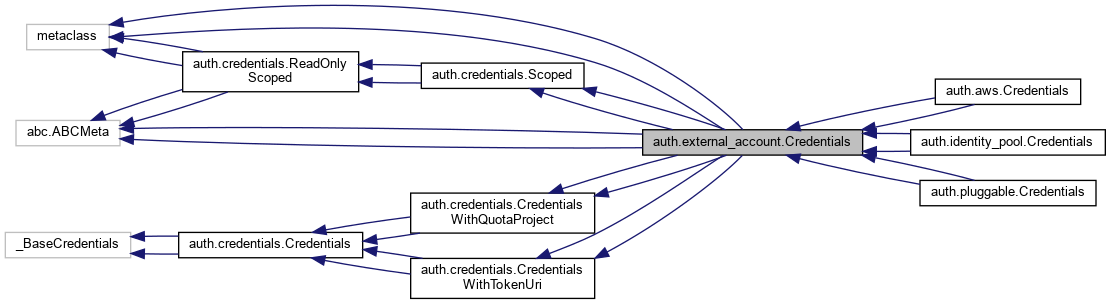 metaclass
auth.credentials.ReadOnly
Scoped
auth.credentials.Scoped
abc.ABCMeta
auth.external_account.Credentials
auth.aws.Credentials
auth.identity_pool.Credentials
auth.pluggable.Credentials
auth.credentials.Credentials
WithQuotaProject
_BaseCredentials
auth.credentials.Credentials
auth.credentials.Credentials
WithTokenUri